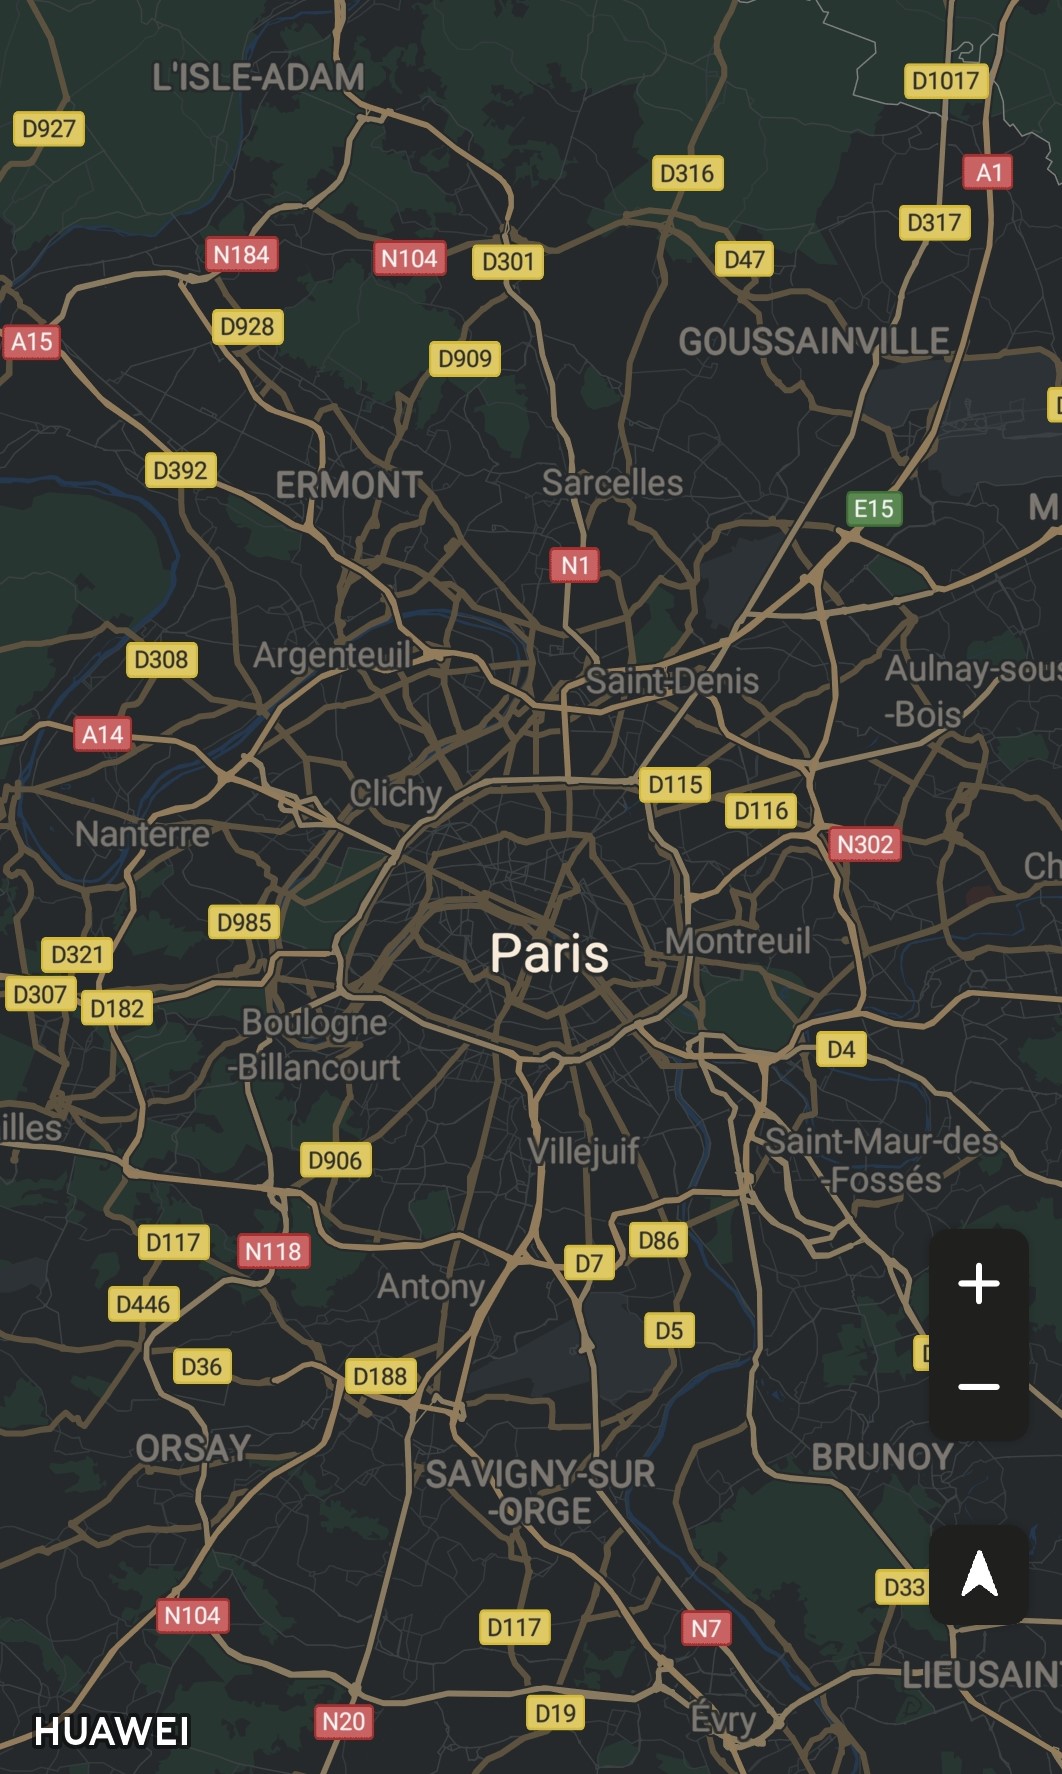 L'ISLE-ADAM
D1017
D927
A1
D316
D317
N184
N104
D301
D47
D928
A15
GOUSSAINVILLE
D909
D392
ERMONT
Sarcelles
E15
N1
Argenteuil
D308
Saint-Denis
Aulnay-sous
-Bois
A14
D115
Clichy
D116
Nanterre
N302
D985
D321
Paris
Montreuil
D307
D182
Boulogne
-Billancourt
D4
illes
Villejuif
Saint-Maur-des
-Fossés
D906
D117
N118
D86
D7
Antony
D446
D5
D36
D188
ORSAY
BRUNOY
SAVIGNY-SUR
-ORGE
D33
N104
D117
N7
LIEUSAINT
D19
N20
Évry
HUAWEI